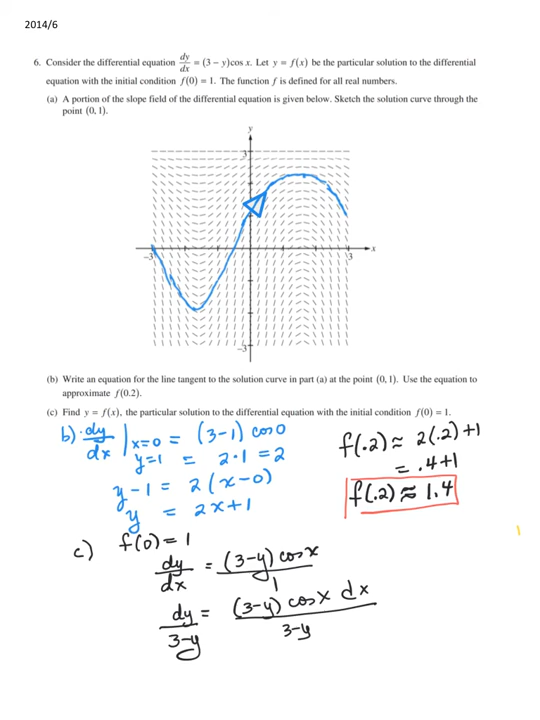 2014/6
6. Consider the differential equation dy/dx = (3 − y)cos x. Let y = f(x) be the particular solution to the differential
equation with the initial condition f(0) = 1. The function f is defined for all real numbers.
(a) A portion of the slope field of the differential equation is given below. Sketch the solution curve through the
point (0, 1).
y
3
−3 3 x
−3
(b) Write an equation for the line tangent to the solution curve in part (a) at the point (0, 1). Use the equation to
approximate f(0.2).
(c) Find y = f(x), the particular solution to the differential equation with the initial condition f(0) = 1.
b) dy/dx | x=0 y=1 = (3-1) cos 0
= 2·1 = 2
y-1 = 2(x-0)
y = 2x+1
f(.2) ≈ 2(.2)+1
= .4+1
f(.2) ≈ 1.4
c) f(0)=1
dy/dx = (3-y) cos x / 1
dy/3-y = (3-y) cos x dx / 3-y